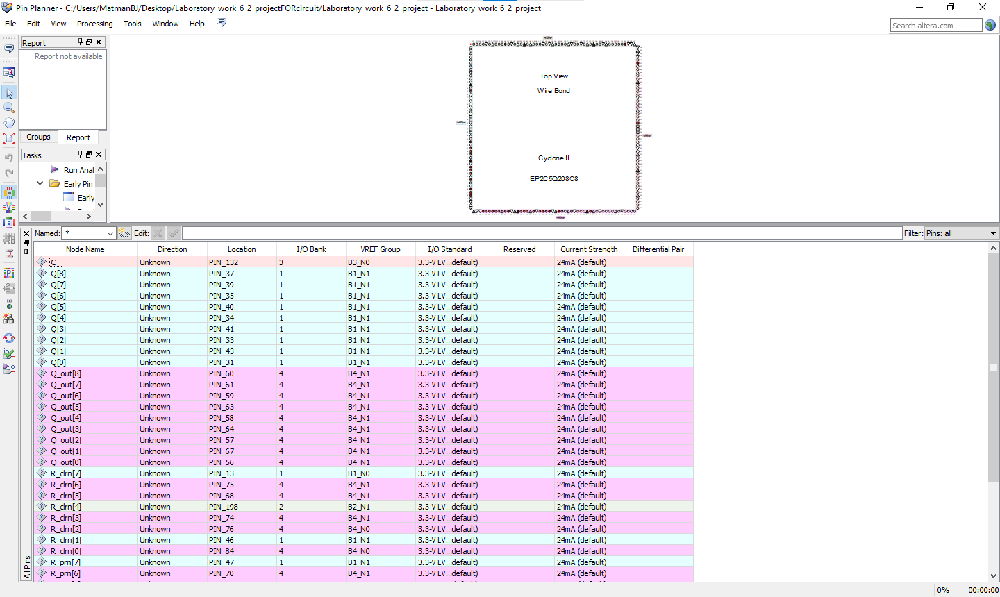 Pin Planner - C:/Users/MatmanBJ/Desktop/Laboratory_work_6_2_projectFORcircuit/Laboratory_work_6_2_project - Laboratory_work_6_2_project
File Edit View Processing Tools Window Help
Search altera.com
Report
Report not available
Groups Report
Tasks
Run Anal
Early Pin
Early
Top View
Wire Bond
Cyclone II
EP2C5Q208C8
Named: * Edit: Filter: Pins: all
Node Name Direction Location I/O Bank VREF Group I/O Standard Reserved Current Strength Differential Pair
C Unknown PIN_132 3 B3_N0 3.3-V LV...default) 24mA (default)
Q[8] Unknown PIN_37 1 B1_N1 3.3-V LV...default) 24mA (default)
Q[7] Unknown PIN_39 1 B1_N1 3.3-V LV...default) 24mA (default)
Q[6] Unknown PIN_35 1 B1_N1 3.3-V LV...default) 24mA (default)
Q[5] Unknown PIN_40 1 B1_N1 3.3-V LV...default) 24mA (default)
Q[4] Unknown PIN_34 1 B1_N1 3.3-V LV...default) 24mA (default)
Q[3] Unknown PIN_41 1 B1_N1 3.3-V LV...default) 24mA (default)
Q[2] Unknown PIN_33 1 B1_N1 3.3-V LV...default) 24mA (default)
Q[1] Unknown PIN_43 1 B1_N1 3.3-V LV...default) 24mA (default)
Q[0] Unknown PIN_31 1 B1_N1 3.3-V LV...default) 24mA (default)
Q_out[8] Unknown PIN_60 4 B4_N1 3.3-V LV...default) 24mA (default)
Q_out[7] Unknown PIN_61 4 B4_N1 3.3-V LV...default) 24mA (default)
Q_out[6] Unknown PIN_59 4 B4_N1 3.3-V LV...default) 24mA (default)
Q_out[5] Unknown PIN_63 4 B4_N1 3.3-V LV...default) 24mA (default)
Q_out[4] Unknown PIN_58 4 B4_N1 3.3-V LV...default) 24mA (default)
Q_out[3] Unknown PIN_64 4 B4_N1 3.3-V LV...default) 24mA (default)
Q_out[2] Unknown PIN_57 4 B4_N1 3.3-V LV...default) 24mA (default)
Q_out[1] Unknown PIN_67 4 B4_N1 3.3-V LV...default) 24mA (default)
Q_out[0] Unknown PIN_56 4 B4_N1 3.3-V LV...default) 24mA (default)
R_clrn[7] Unknown PIN_13 1 B1_N0 3.3-V LV...default) 24mA (default)
R_clrn[6] Unknown PIN_75 4 B4_N1 3.3-V LV...default) 24mA (default)
R_clrn[5] Unknown PIN_68 4 B4_N1 3.3-V LV...default) 24mA (default)
R_clrn[4] Unknown PIN_198 2 B2_N1 3.3-V LV...default) 24mA (default)
R_clrn[3] Unknown PIN_74 4 B4_N1 3.3-V LV...default) 24mA (default)
R_clrn[2] Unknown PIN_76 4 B4_N0 3.3-V LV...default) 24mA (default)
R_clrn[1] Unknown PIN_46 1 B1_N1 3.3-V LV...default) 24mA (default)
R_clrn[0] Unknown PIN_84 4 B4_N0 3.3-V LV...default) 24mA (default)
R_prn[7] Unknown PIN_47 1 B1_N1 3.3-V LV...default) 24mA (default)
R_prn[6] Unknown PIN_70 4 B4_N1 3.3-V LV...default) 24mA (default)
All Pins
0% 00:00:00